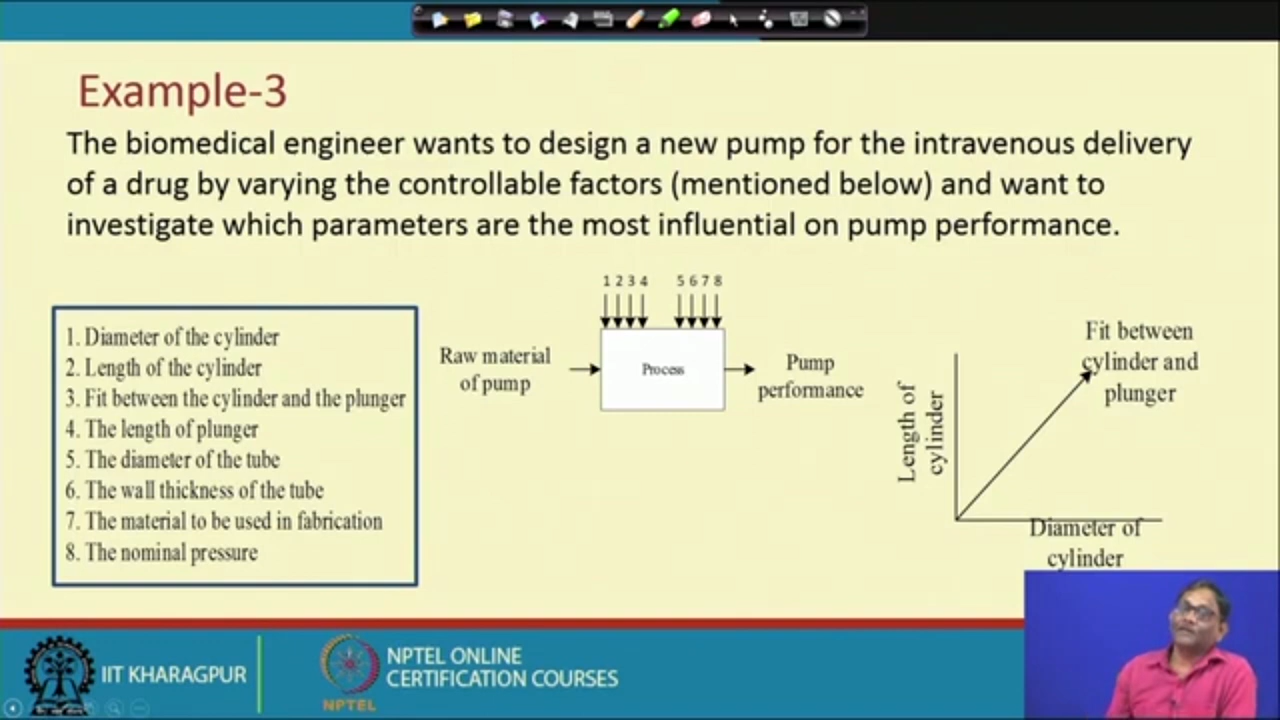 Example-3
The biomedical engineer wants to design a new pump for the intravenous delivery
of a drug by varying the controllable factors (mentioned below) and want to
investigate which parameters are the most influential on pump performance.
1. Diameter of the cylinder
2. Length of the cylinder
3. Fit between the cylinder and the plunger
4. The length of plunger
5. The diameter of the tube
6. The wall thickness of the tube
7. The material to be used in fabrication
8. The nominal pressure
1 2 3 4 5 6 7 8
Raw material
of pump
Process
Pump
performance
Length of
cylinder
Fit between
cylinder and
plunger
Diameter of
cylinder
IIT KHARAGPUR
NPTEL
NPTEL ONLINE
CERTIFICATION COURSES